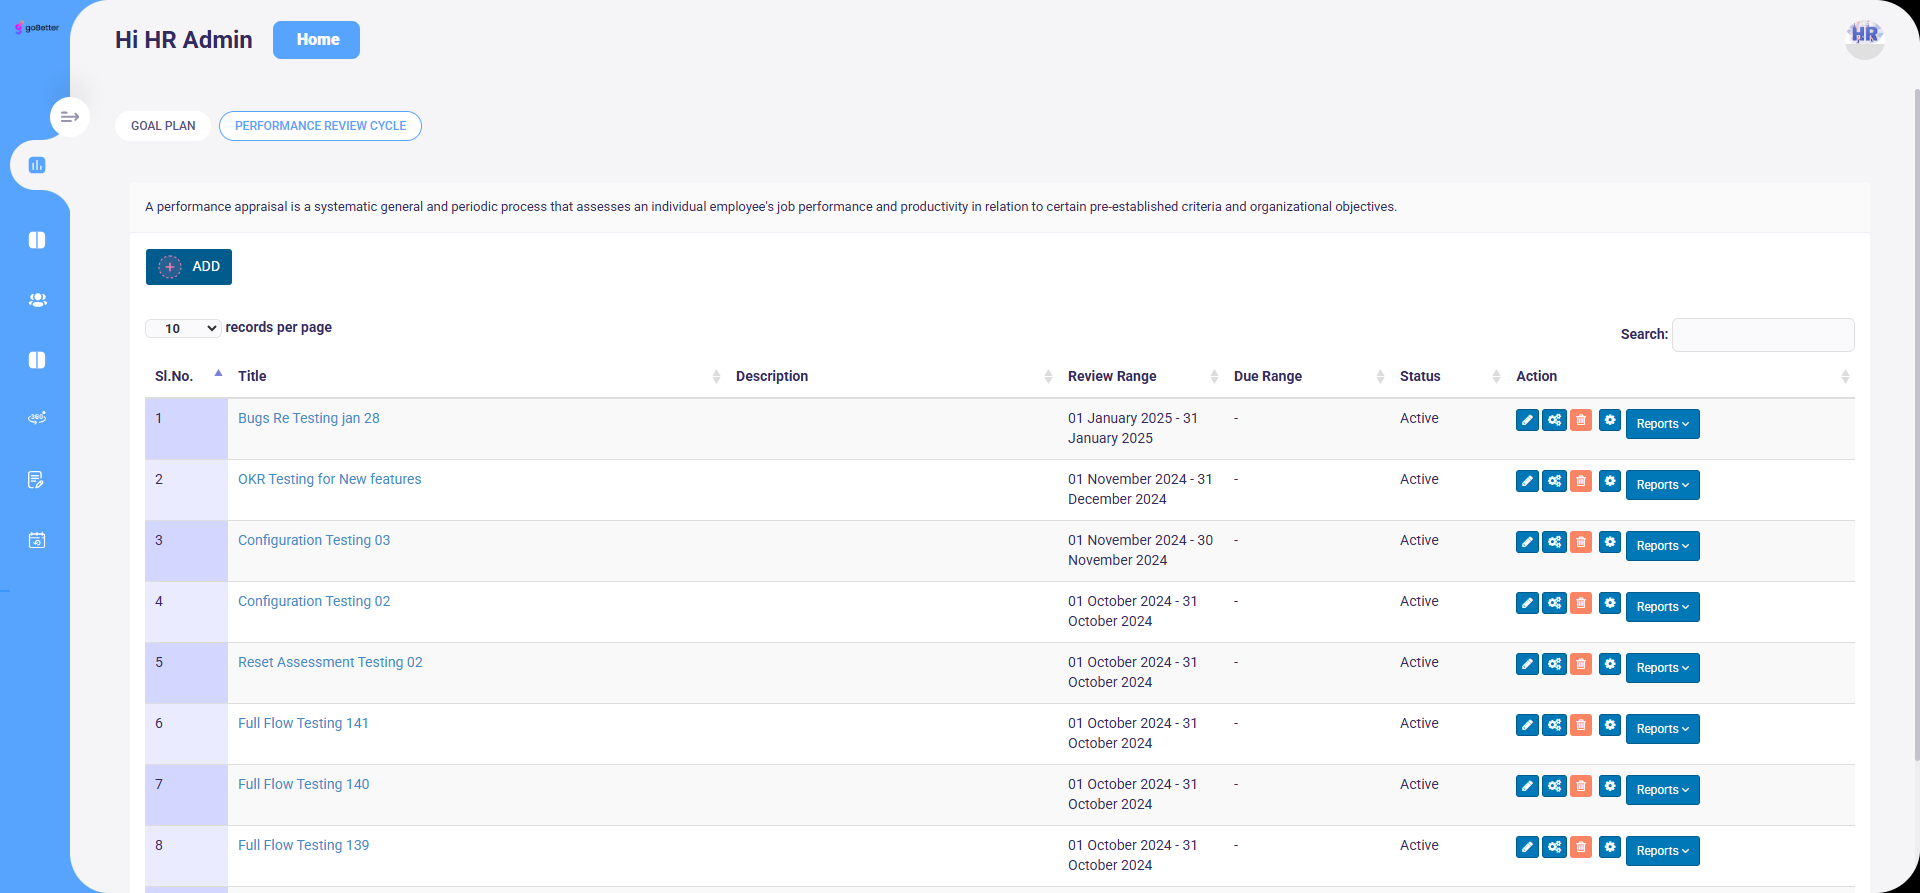 goBetter
Hi HR Admin
Home
HR
GOAL PLAN
PERFORMANCE REVIEW CYCLE
A performance appraisal is a systematic general and periodic process that assesses an individual employee's job performance and productivity in relation to certain pre-established criteria and organizational objectives.
ADD
10 records per page
Search:
Sl.No. Title Description Review Range Due Range Status Action
1 Bugs Re Testing jan 28 01 January 2025 - 31 - Active Reports
January 2025
2 OKR Testing for New features 01 November 2024 - 31 - Active Reports
December 2024
3 Configuration Testing 03 01 November 2024 - 30 - Active Reports
November 2024
4 Configuration Testing 02 01 October 2024 - 31 - Active Reports
October 2024
5 Reset Assessment Testing 02 01 October 2024 - 31 - Active Reports
October 2024
6 Full Flow Testing 141 01 October 2024 - 31 - Active Reports
October 2024
7 Full Flow Testing 140 01 October 2024 - 31 - Active Reports
October 2024
8 Full Flow Testing 139 01 October 2024 - 31 - Active Reports
October 2024
360